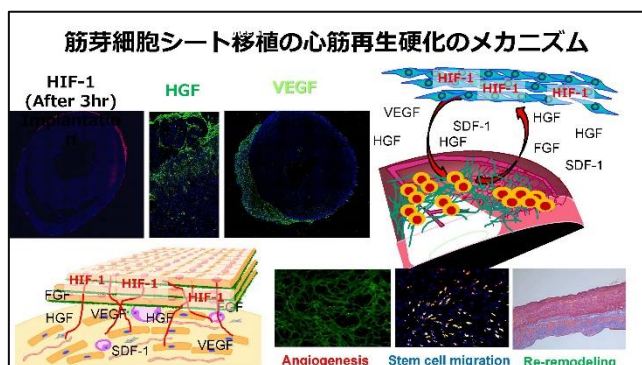 筋芽細胞シート移植の心筋再生硬化のメカニズム
HIF-1
(After 3hr)
Implantatio
n
HGF
VEGF
HIF-1
HIF-1
HIF-1
VEGF
SDF-1
HGF
HGF
HGF
HGF
FGF
SDF-1
HIF-1
HIF-1
HIF-1
FGF
FGF
VEGF
HGF
HGF
SDF-1
VEGF
Angiogenesis
Stem cell migration
Re-remodeling